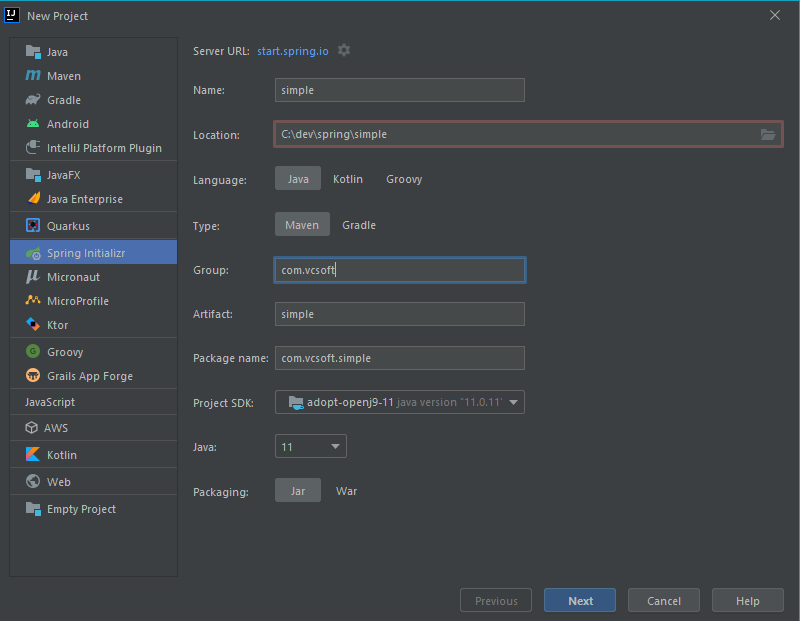 New Project
Java
Maven
Gradle
Android
IntelliJ Platform Plugin
JavaFX
Java Enterprise
Quarkus
Spring Initializr
Micronaut
MicroProfile
Ktor
Groovy
Grails App Forge
JavaScript
AWS
Kotlin
Web
Empty Project
Server URL: start.spring.io
Name: simple
Location: C:\dev\spring\simple
Language: Java Kotlin Groovy
Type: Maven Gradle
Group: com.vcsoft
Artifact: simple
Package name: com.vcsoft.simple
Project SDK: adopt-openj9-11 java version "11.0.11"
Java: 11
Packaging: Jar War
Previous Next Cancel Help